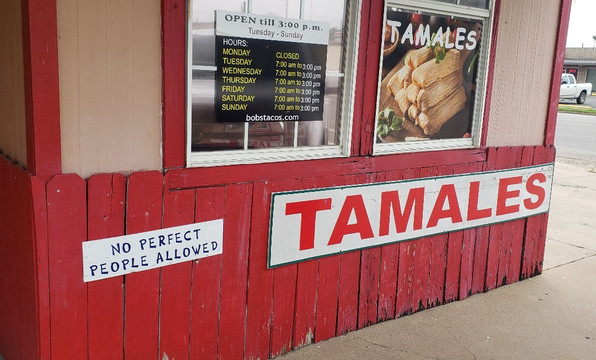 OPEN till 3:00 p.m.
Tuesday - Sunday
HOURS:
MONDAY CLOSED
TUESDAY 7:00 am to 3:00 pm
WEDNESDAY 7:00 am to 3:00 pm
THURSDAY 7:00 am to 3:00 pm
FRIDAY 7:00 am to 3:00 pm
SATURDAY 7:00 am to 3:00 pm
SUNDAY 7:00 am to 3:00 pm
bobstacos.com
TAMALES
TAMALES
NO PERFECT
PEOPLE ALLOWED